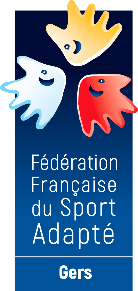 Fédération
Française
du Sport
Adapté
Gers